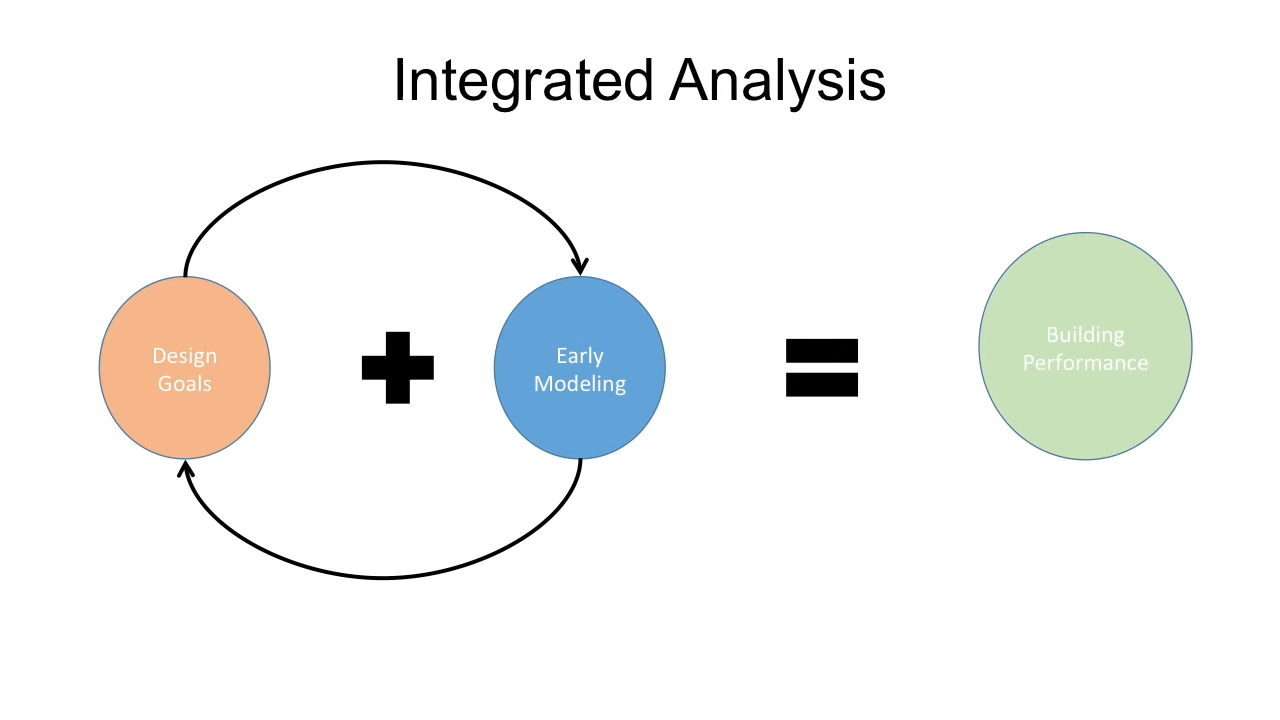 Integrated Analysis
Design
Goals
Early
Modeling
Building
Performance